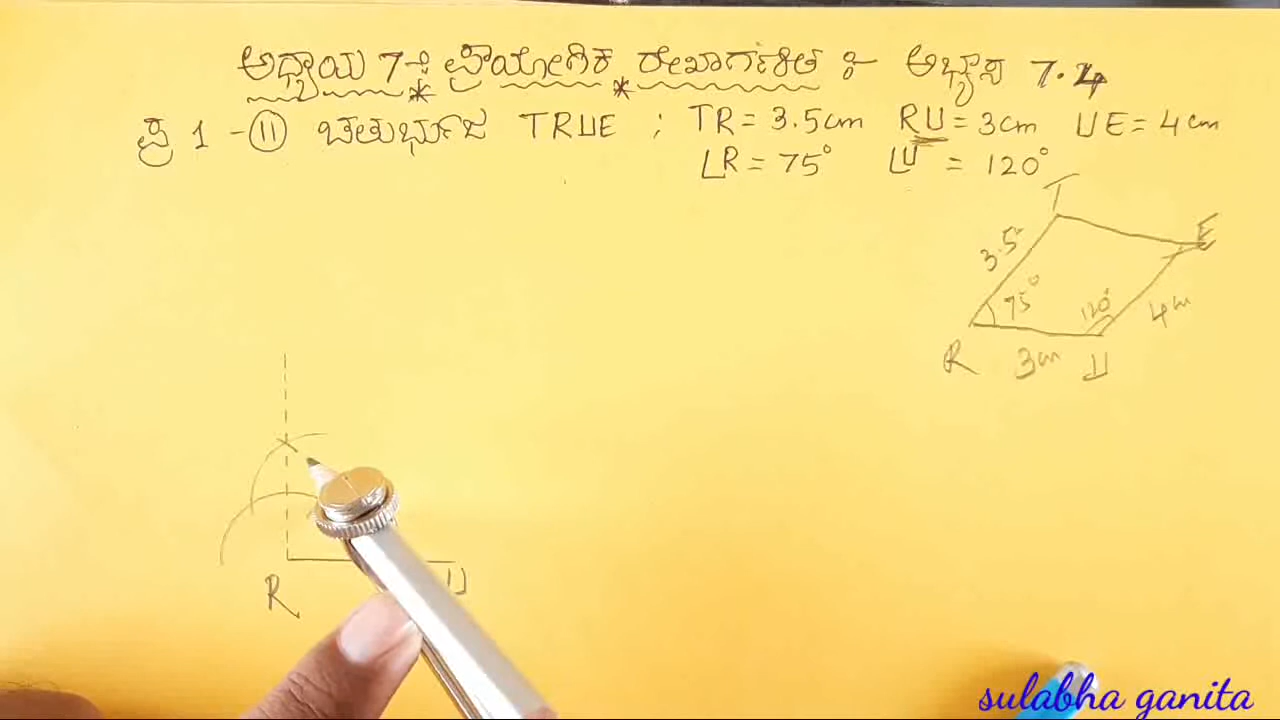 ಅಧ್ಯಾಯ 7 :- ಪ್ರಾಯೋಗಿಕ ರೇಖಾಗಣಿತ :- ಅಭ್ಯಾಸ 7.4
ಪ್ರ 1 - (II) ಚತುರ್ಭುಜ TRUE ; TR = 3.5cm RU = 3cm UE = 4cm
∠R = 75° ∠U = 120°
T
E
3.5
75°
120°
4cm
R 3cm U
R U
sulabha ganita